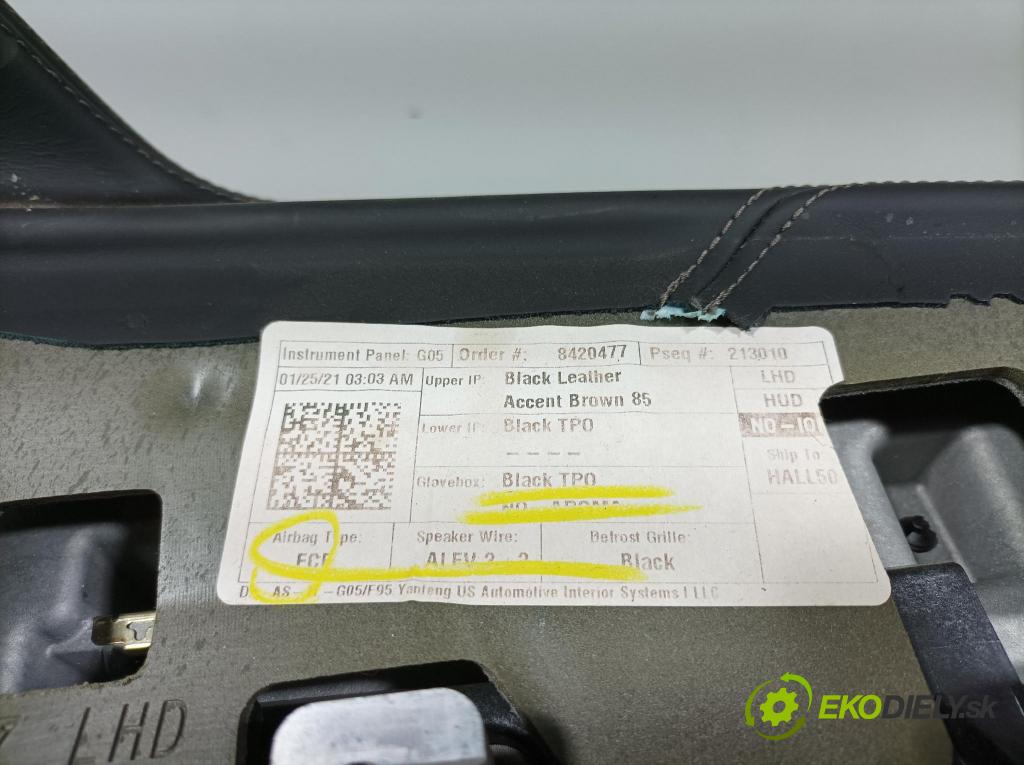 Instrument Panel: G05 Order #: 8420477 Pseq #: 213010
01/25/21 03:03 AM Upper IP: Black Leather LHD
Accent Brown 85 HUD
Lower IP: Black TPO NO-IO
---- Ship To
Glovebox: Black TPO HALL50
NO
Airbag Type: Speaker Wire: Defrost Grille:
Black
G05/F95 Yanfeng US Automotive Interior Systems I LLC
LHD
EKODIELY.sk